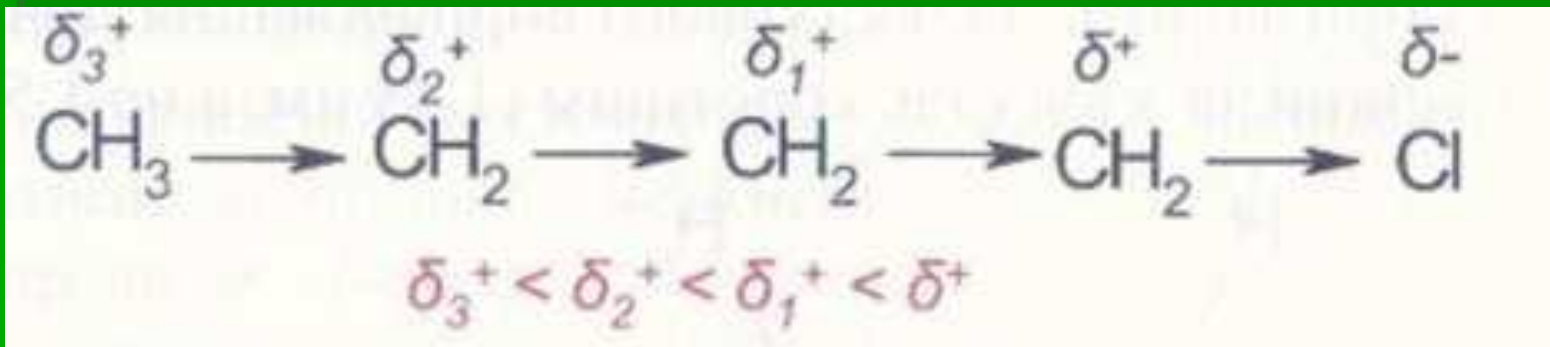 δ₃⁺ δ₂⁺ δ₁⁺ δ⁺ δ-
CH₃ → CH₂ → CH₂ → CH₂ → Cl
δ₃⁺ < δ₂⁺ < δ₁⁺ < δ⁺